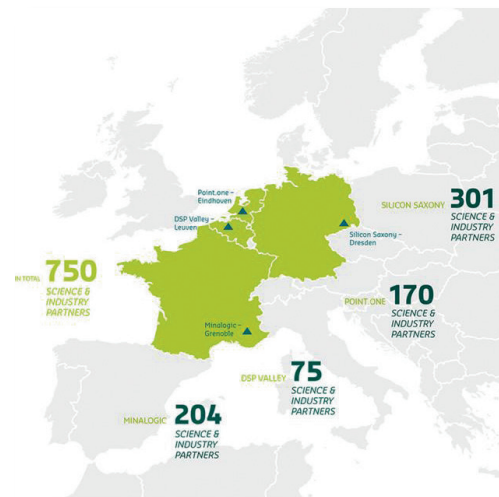 Point.one –
Eindhoven
DSP Valley –
Leuven
SILICON SAXONY 301
SCIENCE &
INDUSTRY
PARTNERS
Silicon Saxony –
Dresden
IN TOTAL 750
SCIENCE &
INDUSTRY
PARTNERS
POINT ONE 170
SCIENCE &
INDUSTRY
PARTNERS
Minalogic –
Grenoble
DSP VALLEY 75
SCIENCE &
INDUSTRY
PARTNERS
MINALOGIC 204
SCIENCE &
INDUSTRY
PARTNERS